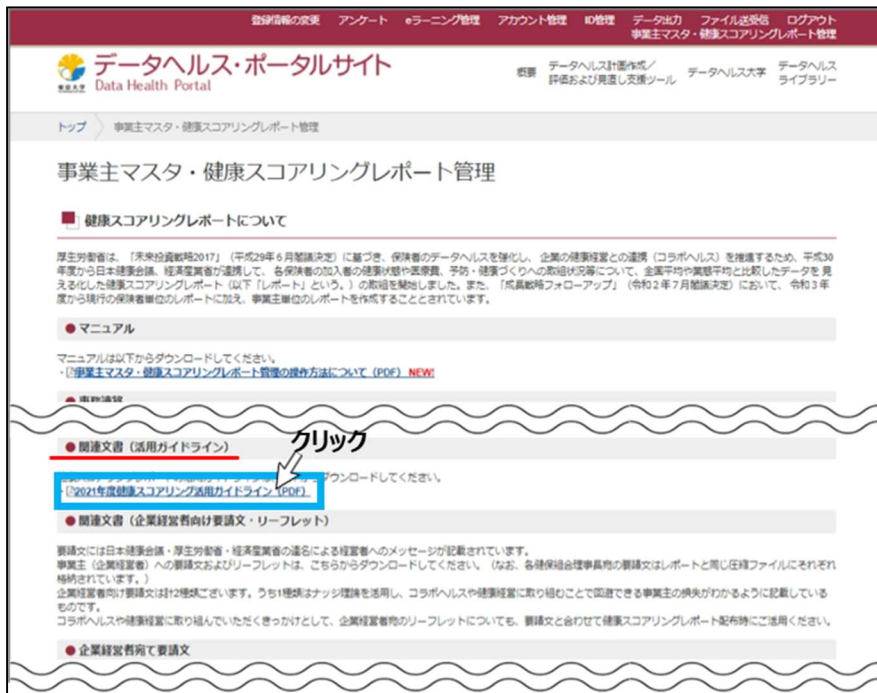 登録情報の変更 アンケート eラーニング管理 アカウント管理 ID管理 データ出力 ファイル送受信 ログアウト
事業主マスタ・健康スコアリングレポート管理
東京大学
データヘルス・ポータルサイト
Data Health Portal
概要 データヘルス計画作成／評価および見直し支援ツール データヘルス大学 データヘルスライブラリー
トップ 事業主マスタ・健康スコアリングレポート管理
事業主マスタ・健康スコアリングレポート管理
健康スコアリングレポートについて
厚生労働省は、「未来投資戦略2017」（平成29年６月閣議決定）に基づき、保険者のデータヘルスを強化し、企業の健康経営との連携（コラボヘルス）を推進するため、平成30
年度から日本健康会議、経済産業省が連携して、各保険者の加入者の健康状態や医療費、予防・健康づくりへの取組状況等について、全国平均や業態平均と比較したデータを見
える化した健康スコアリングレポート（以下「レポート」という。）の取組を開始しました。また、「成長戦略フォローアップ」（令和２年７月閣議決定）において、令和３年
度から現行の保険者単位のレポートに加え、事業主単位のレポートを作成することとされています。
●マニュアル
マニュアルは以下からダウンロードしてください。
・事業主マスタ・健康スコアリングレポート管理の操作方法について（PDF） NEW!
●関連文書（活用ガイドライン）
クリック
ダウンロードしてください。
・2021年度健康スコアリング活用ガイドライン（PDF）
●関連文書（企業経営者向け要請文・リーフレット）
要請文には日本健康会議・厚生労働省・経済産業省の連名による経営者へのメッセージが記載されています。
事業主（企業経営者）への要請文およびリーフレットは、こちらからダウンロードしてください。（なお、各健保組合理事長宛の要請文はレポートと同じ圧縮ファイルにそれぞれ
格納されています。）
企業経営者向け要請文は計2種類ございます。うち1種類はナッジ理論を活用し、コラボヘルスや健康経営に取り組むことで回避できる事業主の損失がわかるように記載している
ものです。
コラボヘルスや健康経営に取り組んでいただくきっかけとして、企業経営者宛のリーフレットについても、要請文と合わせて健康スコアリングレポート配布時にご活用ください。
●企業経営者宛て要請文